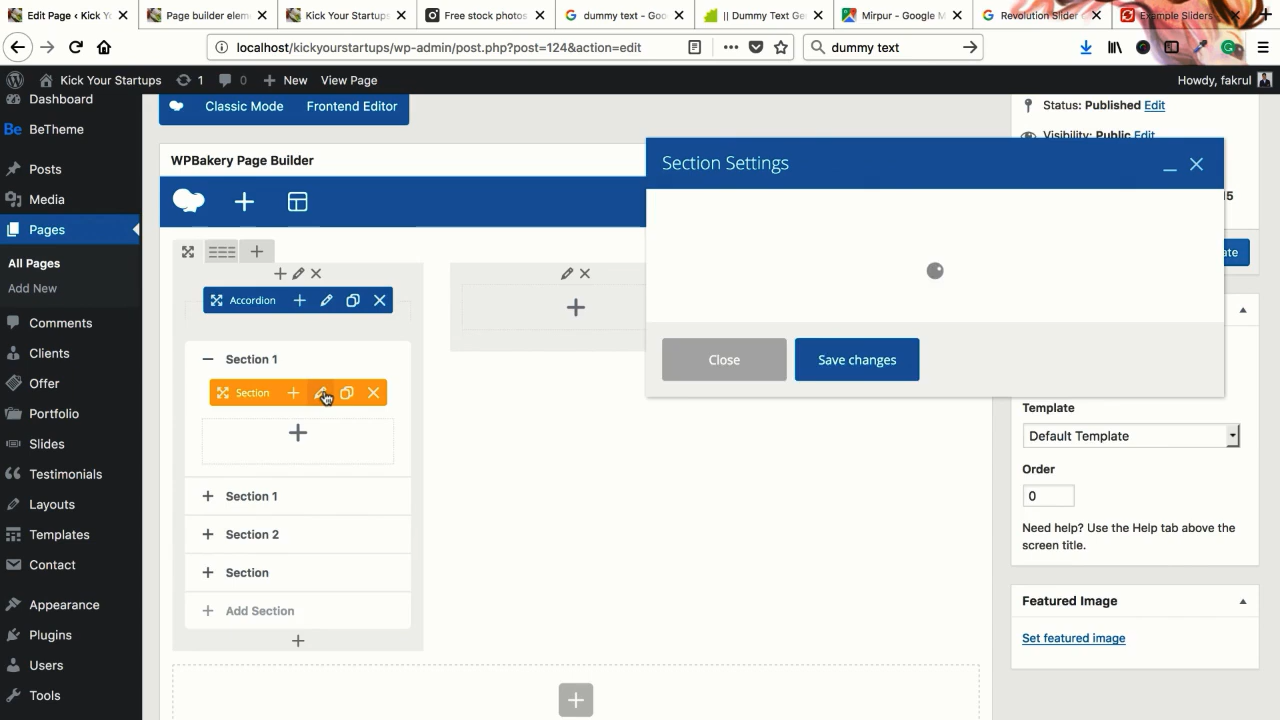 Edit Page ‹ Kick Yo
Page builder elem
Kick Your Startups
Free stock photos
dummy text - Goo
|| Dummy Text Ge
Mirpur - Google M
Revolution Slider
Example Sliders
localhost/kickyourstartups/wp-admin/post.php?post=124&action=edit
dummy text
Kick Your Startups
1
0
New
View Page
Howdy, fakrul
Dashboard
BeTheme
Posts
Media
Pages
All Pages
Add New
Comments
Clients
Offer
Portfolio
Slides
Testimonials
Layouts
Templates
Contact
Appearance
Plugins
Users
Tools
Classic Mode
Frontend Editor
WPBakery Page Builder
Accordion
Section 1
Section
Section 1
Section 2
Section
Add Section
Section Settings
Close
Save changes
Status: Published Edit
Visibility: Public Edit
Template
Default Template
Order
0
Need help? Use the Help tab above the
screen title.
Featured Image
Set featured image